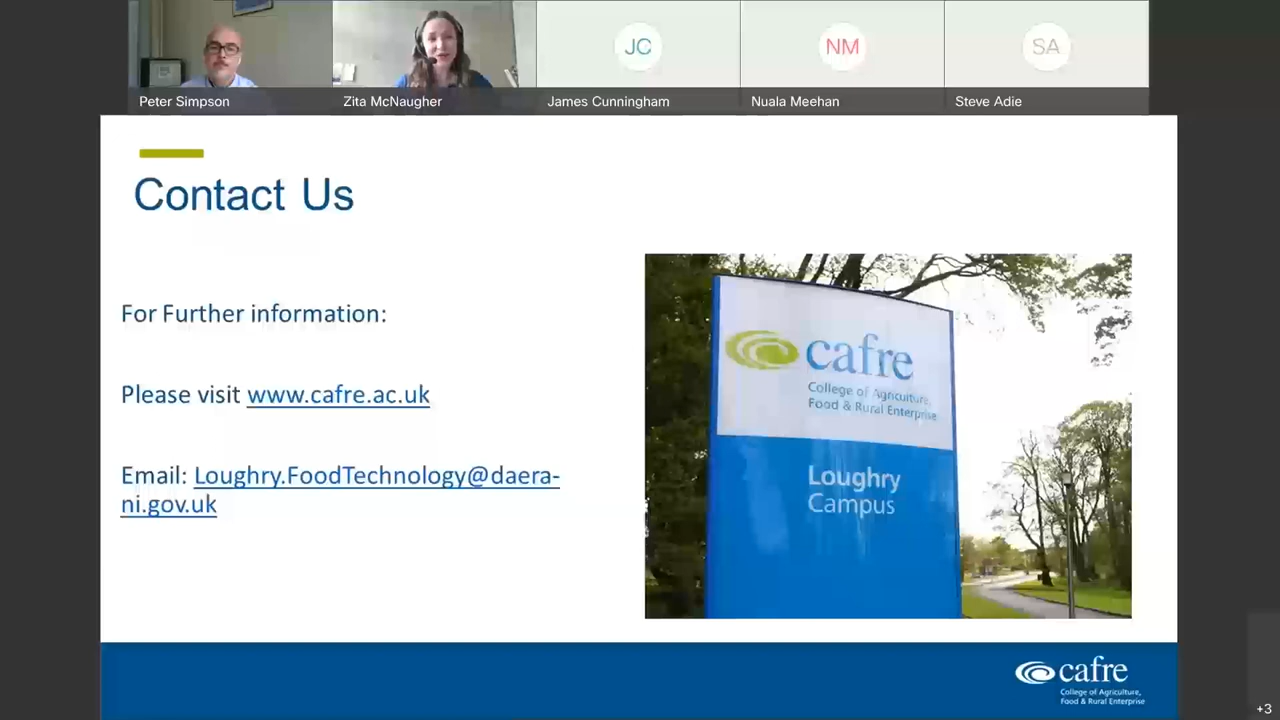 JC
NM
SA
Peter Simpson
Zita McNaugher
James Cunningham
Nuala Meehan
Steve Adie
Contact Us
For Further information:
Please visit www.cafre.ac.uk
Email: Loughry.FoodTechnology@daera-
ni.gov.uk
cafre
College of Agriculture,
Food & Rural Enterprise
Loughry
Campus
cafre
College of Agriculture,
Food & Rural Enterprise
+3